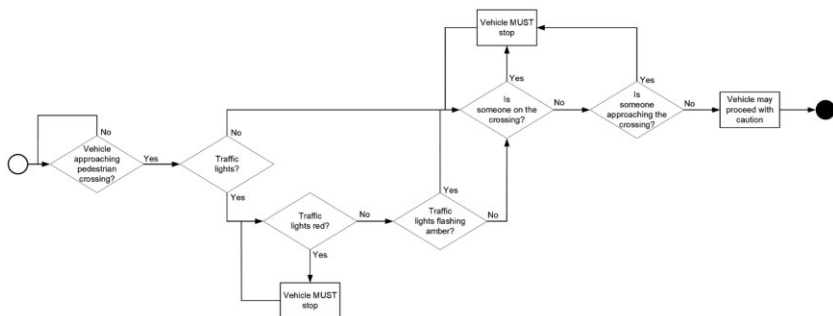 Vehicle MUST
stop
Yes
Yes
Is
someone on the
crossing?
No
Is
someone
approaching the
crossing?
No
Vehicle may
proceed with
caution
No
Vehicle
approaching
pedestrian
crossing?
Yes
No
Traffic
lights?
Yes
Traffic
lights red?
No
Yes
Traffic
lights flashing
amber?
No
Yes
Vehicle MUST
stop